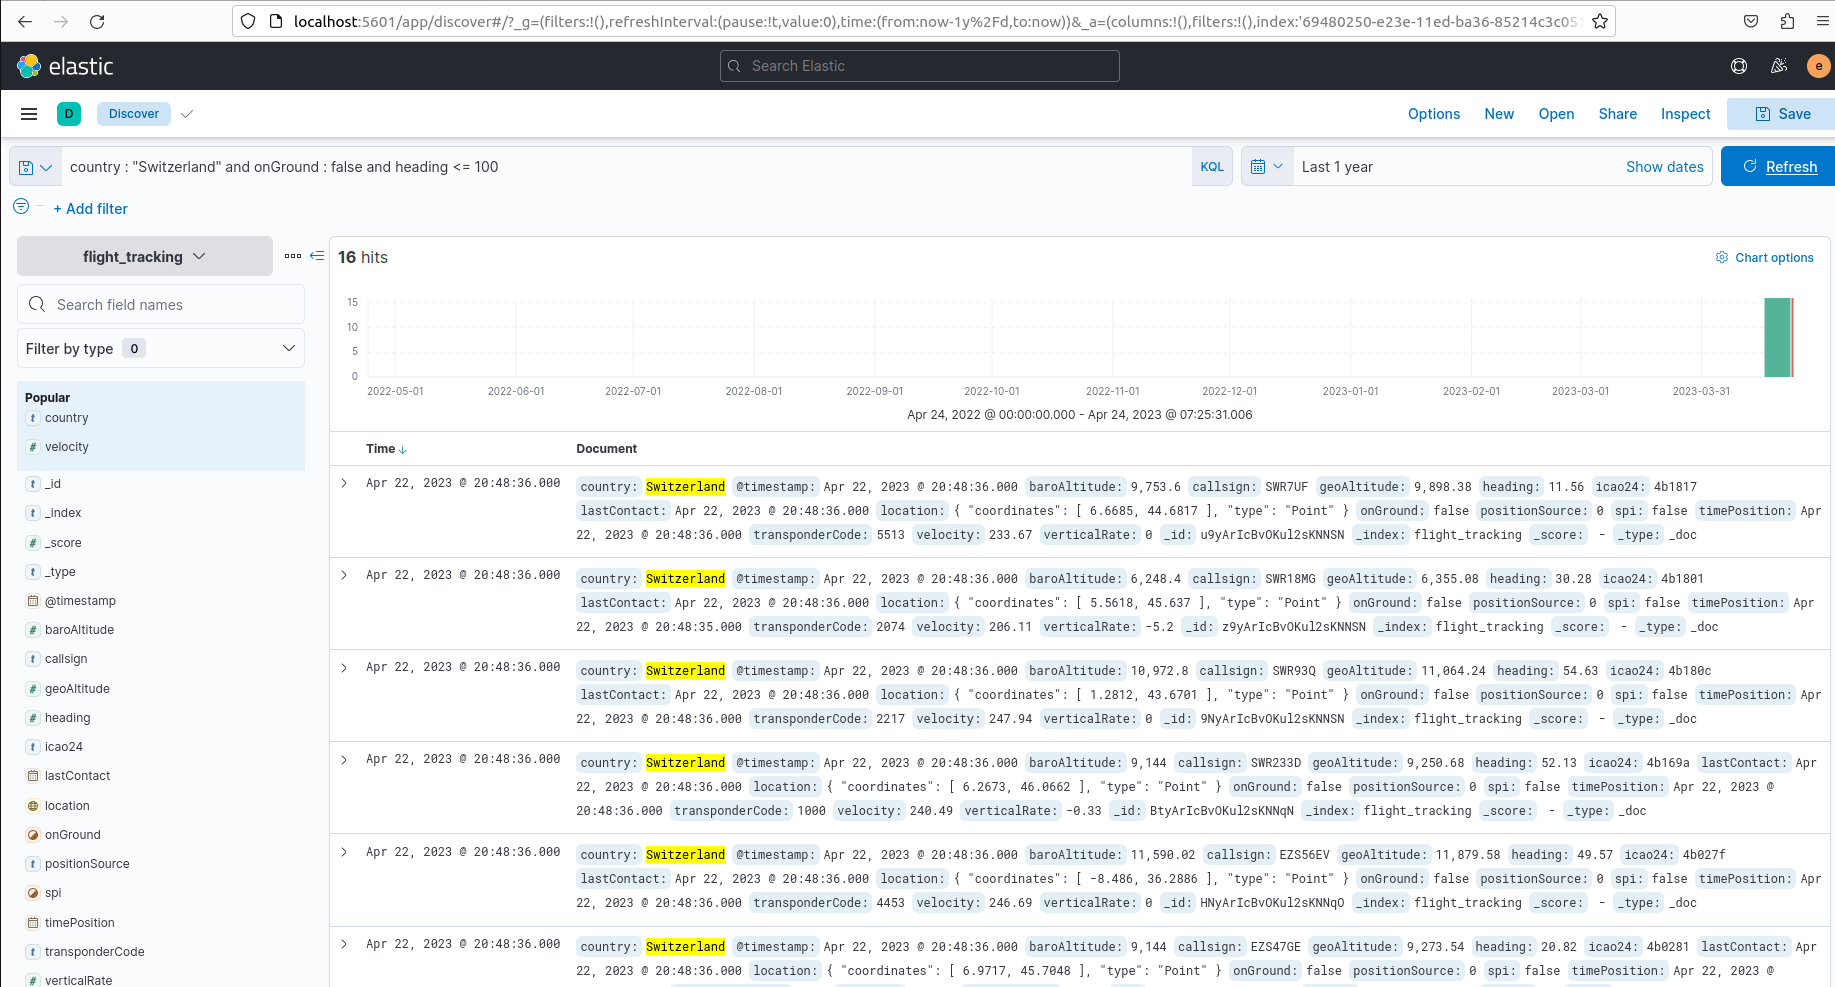 localhost:5601/app/discover#/?_g=(filters:!(),refreshInterval:(pause:!t,value:0),time:(from:now-1y%2Fd,to:now))&_a=(columns:!(),filters:!(),index:'69480250-e23e-11ed-ba36-85214c3c051
elastic
Search Elastic
e
D
Discover
Options New Open Share Inspect Save
country : "Switzerland" and onGround : false and heading <= 100
KQL
Last 1 year
Show dates
Refresh
+ Add filter
flight_tracking
Search field names
Filter by type 0
Popular
t country
# velocity
t _id
t _index
# _score
t _type
@timestamp
# baroAltitude
t callsign
# geoAltitude
# heading
t icao24
lastContact
location
onGround
t positionSource
spi
timePosition
t transponderCode
# verticalRate
16 hits
Chart options
15
10
5
0
2022-05-01 2022-06-01 2022-07-01 2022-08-01 2022-09-01 2022-10-01 2022-11-01 2022-12-01 2023-01-01 2023-02-01 2023-03-01 2023-03-31
Apr 24, 2022 @ 00:00:00.000 - Apr 24, 2023 @ 07:25:31.006
Time Document
Apr 22, 2023 @ 20:48:36.000 country: Switzerland @timestamp: Apr 22, 2023 @ 20:48:36.000 baroAltitude: 9,753.6 callsign: SWR7UF geoAltitude: 9,898.38 heading: 11.56 icao24: 4b1817
lastContact: Apr 22, 2023 @ 20:48:36.000 location: { "coordinates": [ 6.6685, 44.6817 ], "type": "Point" } onGround: false positionSource: 0 spi: false timePosition: Apr
22, 2023 @ 20:48:36.000 transponderCode: 5513 velocity: 233.67 verticalRate: 0 _id: u9yArIcBvOKul2sKNNSN _index: flight_tracking _score: - _type: _doc
Apr 22, 2023 @ 20:48:36.000 country: Switzerland @timestamp: Apr 22, 2023 @ 20:48:36.000 baroAltitude: 6,248.4 callsign: SWR18MG geoAltitude: 6,355.08 heading: 30.28 icao24: 4b1801
lastContact: Apr 22, 2023 @ 20:48:36.000 location: { "coordinates": [ 5.5618, 45.637 ], "type": "Point" } onGround: false positionSource: 0 spi: false timePosition: Apr
22, 2023 @ 20:48:35.000 transponderCode: 2074 velocity: 206.11 verticalRate: -5.2 _id: z9yArIcBvOKul2sKNNSN _index: flight_tracking _score: - _type: _doc
Apr 22, 2023 @ 20:48:36.000 country: Switzerland @timestamp: Apr 22, 2023 @ 20:48:36.000 baroAltitude: 10,972.8 callsign: SWR93Q geoAltitude: 11,064.24 heading: 54.63 icao24: 4b180c
lastContact: Apr 22, 2023 @ 20:48:36.000 location: { "coordinates": [ 1.2812, 43.6701 ], "type": "Point" } onGround: false positionSource: 0 spi: false timePosition: Apr
22, 2023 @ 20:48:36.000 transponderCode: 2217 velocity: 247.94 verticalRate: 0 _id: 9NyArIcBvOKul2sKNNSN _index: flight_tracking _score: - _type: _doc
Apr 22, 2023 @ 20:48:36.000 country: Switzerland @timestamp: Apr 22, 2023 @ 20:48:36.000 baroAltitude: 9,144 callsign: SWR233D geoAltitude: 9,250.68 heading: 52.13 icao24: 4b169a lastContact: Apr
22, 2023 @ 20:48:36.000 location: { "coordinates": [ 6.2673, 46.0662 ], "type": "Point" } onGround: false positionSource: 0 spi: false timePosition: Apr 22, 2023 @
20:48:36.000 transponderCode: 1000 velocity: 240.49 verticalRate: -0.33 _id: BtyArIcBvOKul2sKNNqN _index: flight_tracking _score: - _type: _doc
Apr 22, 2023 @ 20:48:36.000 country: Switzerland @timestamp: Apr 22, 2023 @ 20:48:36.000 baroAltitude: 11,590.02 callsign: EZS56EV geoAltitude: 11,879.58 heading: 49.57 icao24: 4b027f
lastContact: Apr 22, 2023 @ 20:48:36.000 location: { "coordinates": [ -8.486, 36.2886 ], "type": "Point" } onGround: false positionSource: 0 spi: false timePosition: Apr
22, 2023 @ 20:48:36.000 transponderCode: 4453 velocity: 246.69 verticalRate: 0 _id: HNyArIcBvOKul2sKNNqO _index: flight_tracking _score: - _type: _doc
Apr 22, 2023 @ 20:48:36.000 country: Switzerland @timestamp: Apr 22, 2023 @ 20:48:36.000 baroAltitude: 9,144 callsign: EZS47GE geoAltitude: 9,273.54 heading: 20.82 icao24: 4b0281 lastContact: Apr
22, 2023 @ 20:48:36.000 location: { "coordinates": [ 6.9717, 45.7048 ], "type": "Point" } onGround: false positionSource: 0 spi: false timePosition: Apr 22, 2023 @